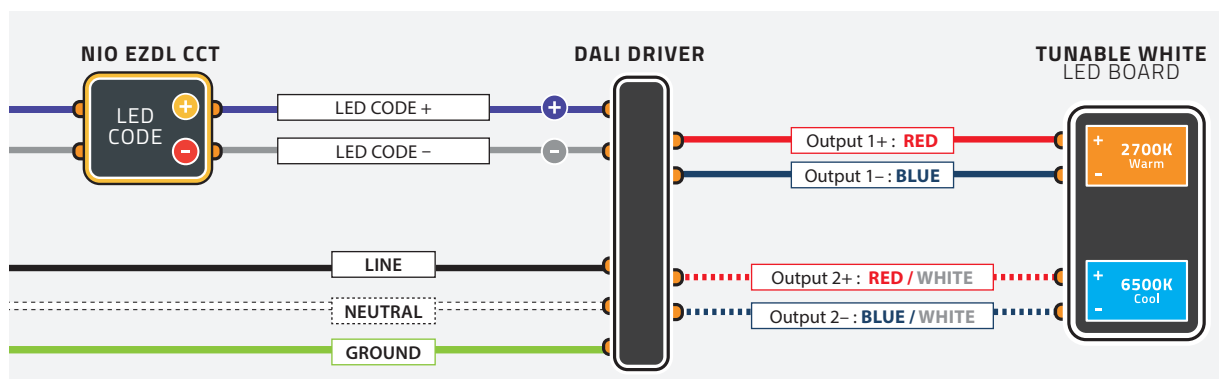 NIO EZDL CCT
LED
CODE
+
−
LED CODE +
LED CODE −
+
−
LINE
NEUTRAL
GROUND
DALI DRIVER
Output 1+ : RED
Output 1− : BLUE
Output 2+ : RED / WHITE
Output 2− : BLUE / WHITE
TUNABLE WHITE
LED BOARD
+
2700K
Warm
-
+
6500K
Cool
-